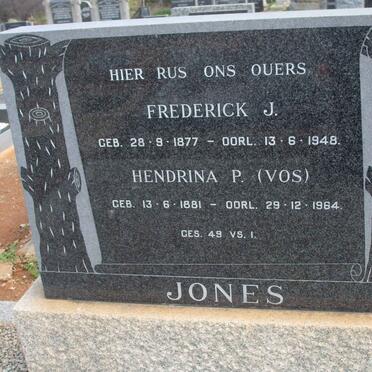 HIER RUS ONS OUERS
FREDERICK J.
GEB. 28-9-1877 - OORL. 13-6-1948.
HENDRINA P. (VOS)
GEB. 13-6-1881 - OORL. 29-12-1964.
GES. 49 VS. 1.
JONES